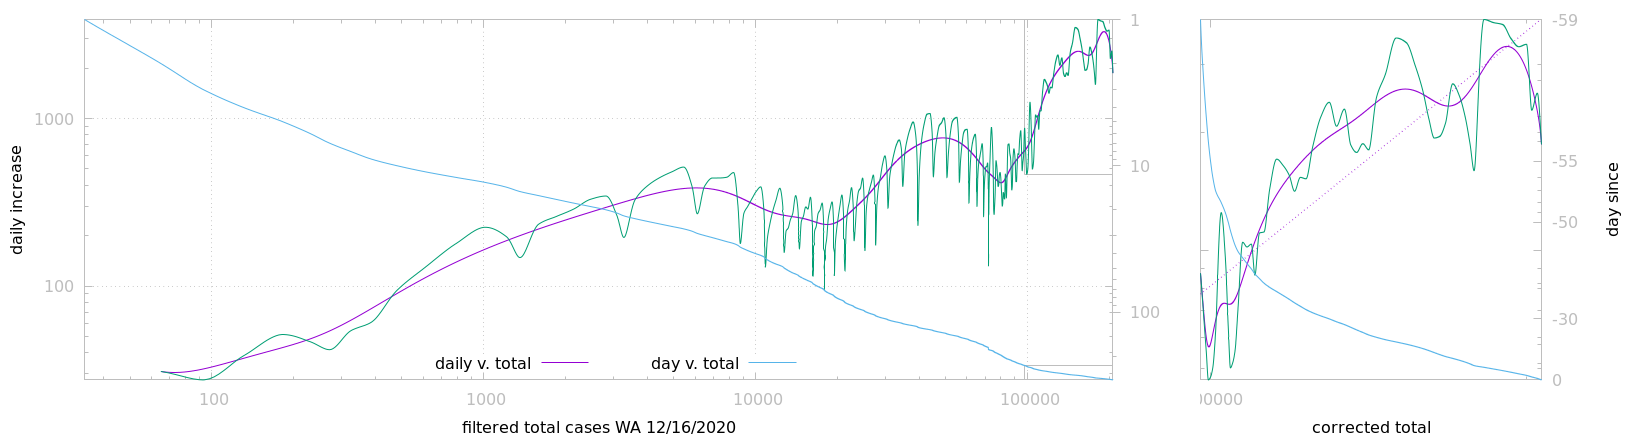 daily increase
1000
100
daily v. total
day v. total
100
1000
10000
100000
filtered total cases WA 12/16/2020
1
10
100
00000
corrected total
-59
-55
-50
-30
0
day since